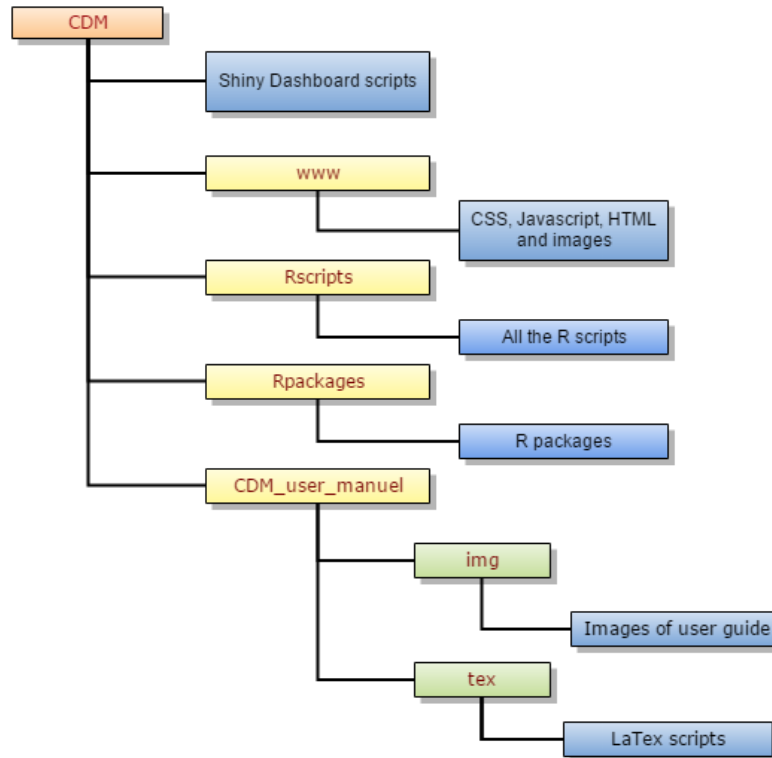 CDM
Shiny Dashboard scripts
www
CSS, Javascript, HTML
and images
Rscripts
All the R scripts
Rpackages
R packages
CDM_user_manuel
img
Images of user guide
tex
LaTex scripts